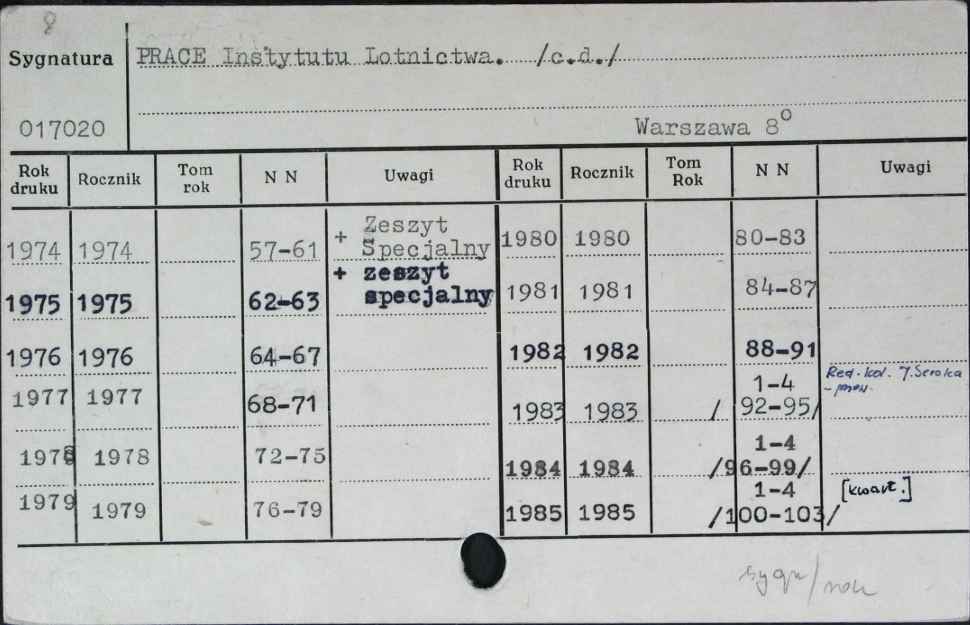 8
Sygnatura PRACE Instytutu Lotnictwa. /c.d./
017020 Warszawa 8°
Rok druku Rocznik Tom rok N N Uwagi Rok druku Rocznik Tom Rok N N Uwagi
1974 1974 57-61 + Zeszyt Specjalny 1980 1980 80-83
1975 1975 62-63 + zeszyt specjalny 1981 1981 84-87
1976 1976 64-67 1982 1982 88-91
1977 1977 68-71 1983 1983 1-4 /92-95/ Red. kol. J. Seroka
1978 1978 72-75 1984 1984 1-4 /96-99/
1979 1979 76-79 1985 1985 1-4 /100-103/ [kwart.]
sygn/rok